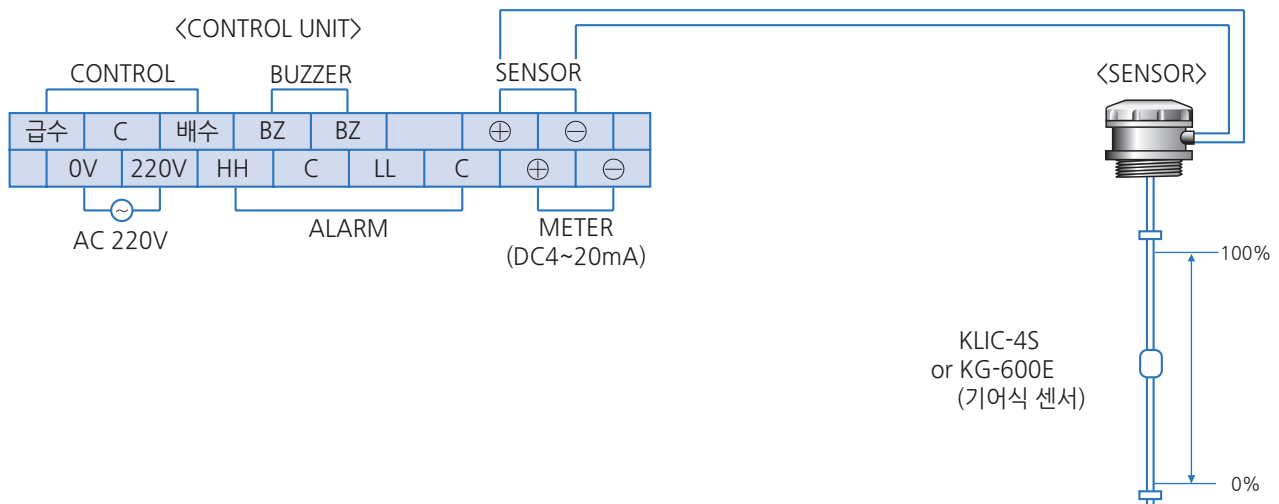 〈CONTROL UNIT〉
CONTROL BUZZER SENSOR
급수 C 배수 BZ BZ ⊕ ⊖
0V 220V HH C LL C ⊕ ⊖
~
AC 220V
ALARM
METER
(DC4~20mA)
〈SENSOR〉
100%
KLIC-4S
or KG-600E
(기어식 센서)
0%